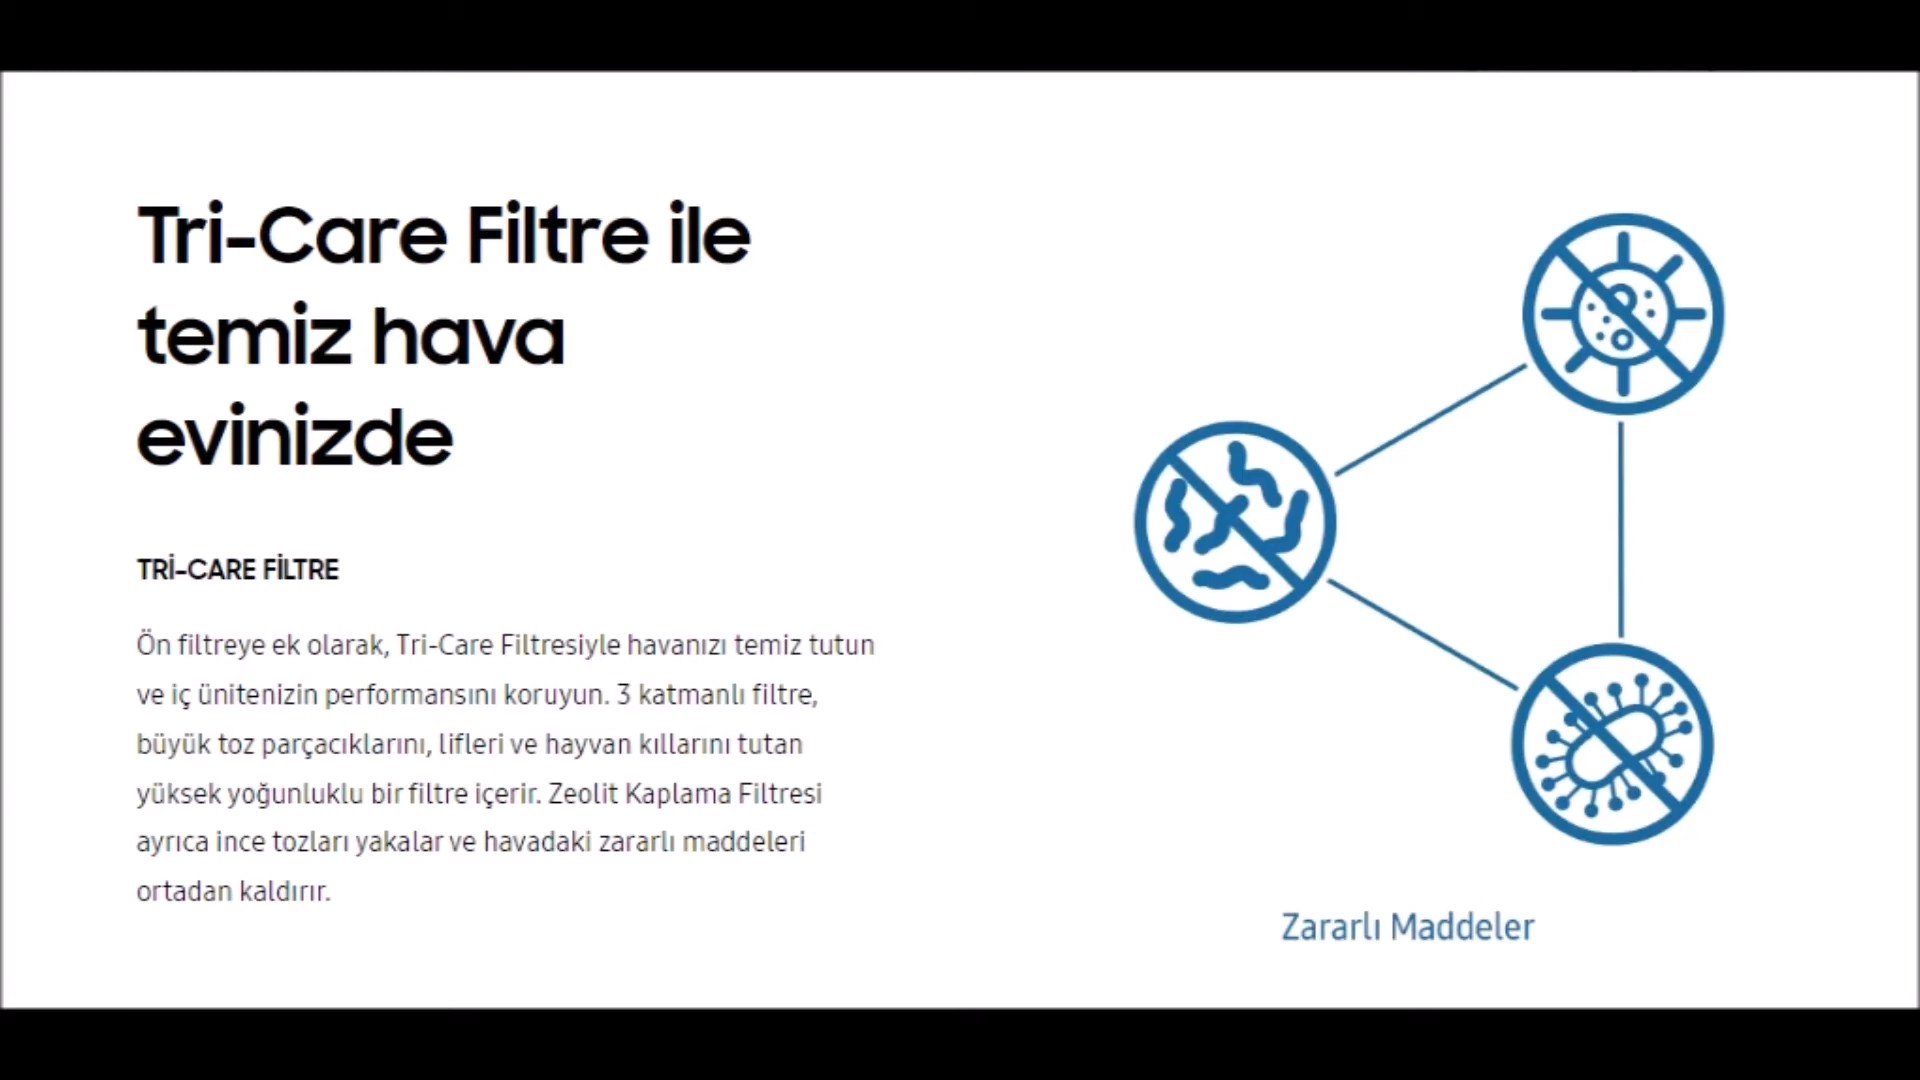 Tri-Care Filtre ile
temiz hava
evinizde
TRİ-CARE FİLTRE
Ön filtreye ek olarak, Tri-Care Filtresiyle havanızı temiz tutun
ve iç ünitenizin performansını koruyun. 3 katmanlı filtre,
büyük toz parçacıklarını, lifleri ve hayvan kıllarını tutan
yüksek yoğunluklu bir filtre içerir. Zeolit Kaplama Filtresi
ayrıca ince tozları yakalar ve havadaki zararlı maddeleri
ortadan kaldırır.
Zararlı Maddeler